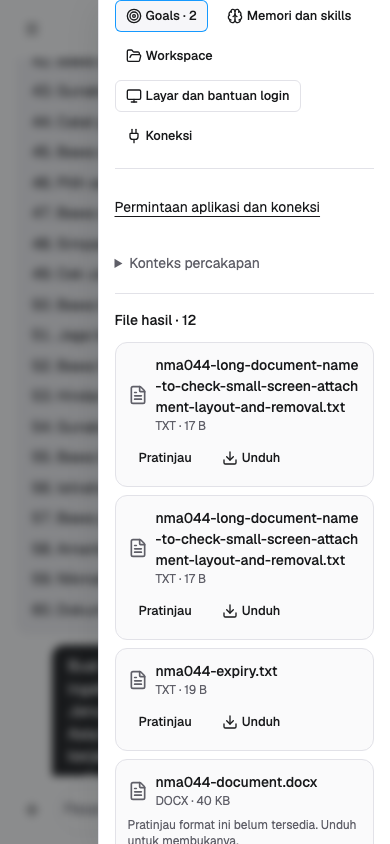 Goals · 2
Memori dan skills
Workspace
Layar dan bantuan login
Koneksi
Permintaan aplikasi dan koneksi
Konteks percakapan
File hasil · 12
nma044-long-document-name
-to-check-small-screen-attach
ment-layout-and-removal.txt
TXT · 17 B
Pratinjau
Unduh
nma044-long-document-name
-to-check-small-screen-attach
ment-layout-and-removal.txt
TXT · 17 B
Pratinjau
Unduh
nma044-expiry.txt
TXT · 19 B
Pratinjau
Unduh
nma044-document.docx
DOCX · 40 KB
Pratinjau format ini belum tersedia. Unduh
untuk membukanya.